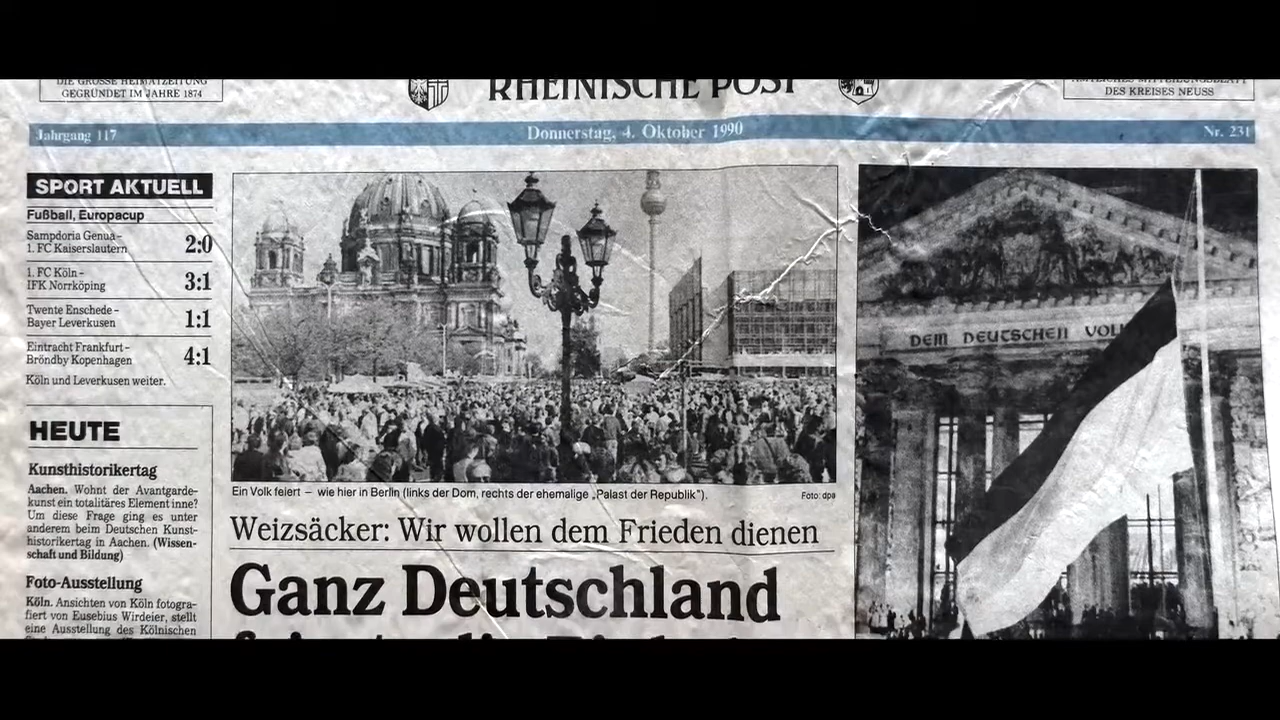 DIE GROSSE HEIMATZEITUNG
GEGRÜNDET IM JAHRE 1874
RHEINISCHE POST
AMTLICHES MITTEILUNGSBLATT
DES KREISES NEUSS
Jahrgang 117
Donnerstag, 4. Oktober 1990
Nr. 231
SPORT AKTUELL
Fußball, Europacup
Sampdoria Genua –
1. FC Kaiserslautern 2:0
1. FC Köln –
IFK Norrköping 3:1
Twente Enschede –
Bayer Leverkusen 1:1
Eintracht Frankfurt –
Bröndby Kopenhagen 4:1
Köln und Leverkusen weiter.
HEUTE
Kunsthistorikertag
Aachen. Wohnt der Avantgarde-
kunst ein totalitäres Element inne?
Um diese Frage ging es unter
anderem beim Deutschen Kunst-
historikertag in Aachen. (Wissen-
schaft und Bildung)
Foto-Ausstellung
Köln. Ansichten von Köln fotogra-
fiert von Eusebius Wirdeier, stellt
eine Ausstellung des Kölnischen
Ein Volk feiert – wie hier in Berlin (links der Dom, rechts der ehemalige „Palast der Republik").
Foto: dpa
Weizsäcker: Wir wollen dem Frieden dienen
Ganz Deutschland
DEM DEUTSCHEN VOL